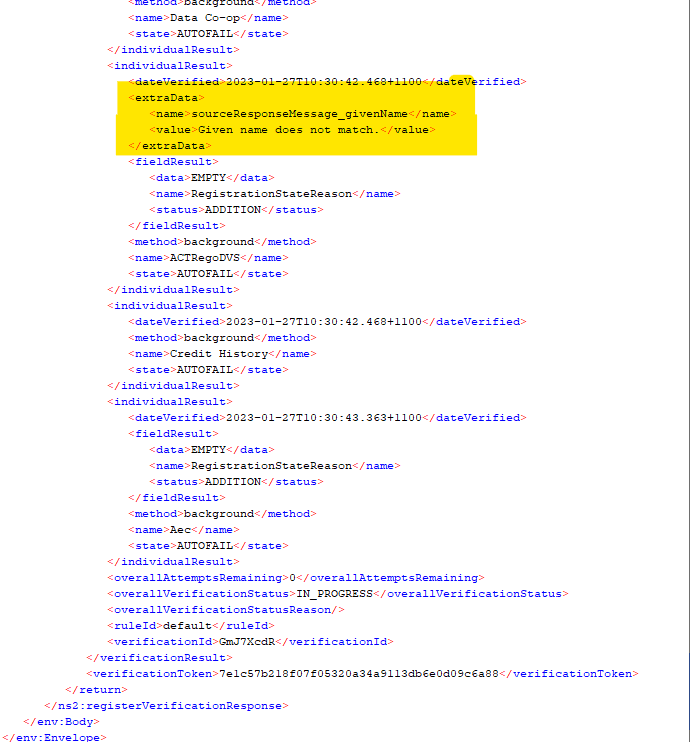 <method>background</method>
<name>Data Co-op</name>
<state>AUTOFAIL</state>
</individualResult>
<individualResult>
<dateVerified>2023-01-27T10:30:42.468+1100</dateVerified>
<extraData>
<name>sourceResponseMessage_givenName</name>
<value>Given name does not match.</value>
</extraData>
<fieldResult>
<data>EMPTY</data>
<name>RegistrationStateReason</name>
<status>ADDITION</status>
</fieldResult>
<method>background</method>
<name>ACTRegoDVS</name>
<state>AUTOFAIL</state>
</individualResult>
<individualResult>
<dateVerified>2023-01-27T10:30:42.468+1100</dateVerified>
<method>background</method>
<name>Credit History</name>
<state>AUTOFAIL</state>
</individualResult>
<individualResult>
<dateVerified>2023-01-27T10:30:43.363+1100</dateVerified>
<fieldResult>
<data>EMPTY</data>
<name>RegistrationStateReason</name>
<status>ADDITION</status>
</fieldResult>
<method>background</method>
<name>Aec</name>
<state>AUTOFAIL</state>
</individualResult>
<overallAttemptsRemaining>0</overallAttemptsRemaining>
<overallVerificationStatus>IN_PROGRESS</overallVerificationStatus>
<overallVerificationStatusReason/>
<ruleId>default</ruleId>
<verificationId>GmJ7XcdR</verificationId>
</verificationResult>
<verificationToken>7e1c57b218f07f05320a34a9113db6e0d09c6a88</verificationToken>
</return>
</ns2:registerVerificationResponse>
</env:Body>
</env:Envelope>